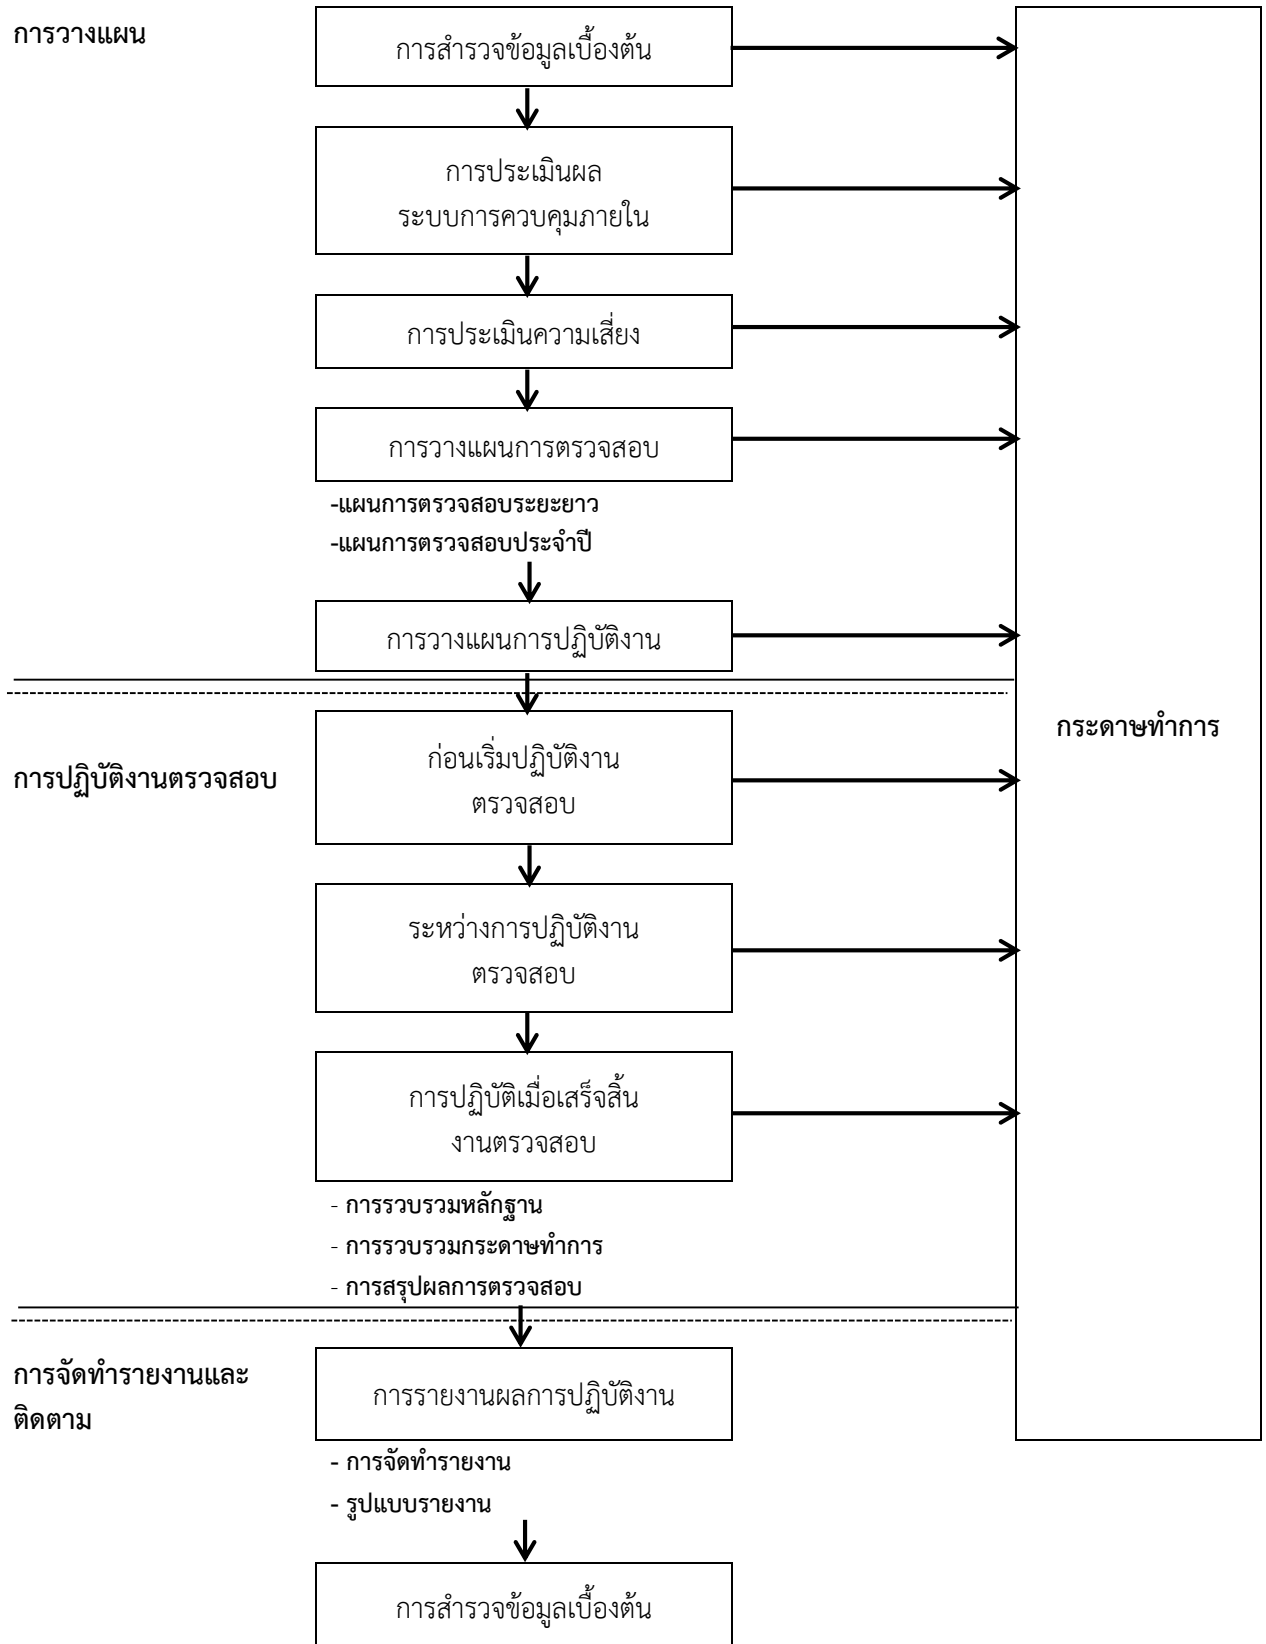 การวางแผน
การสำรวจข้อมูลเบื้องต้น
การประเมินผล
ระบบการควบคุมภายใน
การประเมินความเสี่ยง
การวางแผนการตรวจสอบ
-แผนการตรวจสอบระยะยาว
-แผนการตรวจสอบประจำปี
การวางแผนการปฏิบัติงาน
กระดาษทำการ
การปฏิบัติงานตรวจสอบ
ก่อนเริ่มปฏิบัติงาน
ตรวจสอบ
ระหว่างการปฏิบัติงาน
ตรวจสอบ
การปฏิบัติเมื่อเสร็จสิ้น
งานตรวจสอบ
- การรวบรวมหลักฐาน
- การรวบรวมกระดาษทำการ
- การสรุปผลการตรวจสอบ
การจัดทำรายงานและ
ติดตาม
การรายงานผลการปฏิบัติงาน
- การจัดทำรายงาน
- รูปแบบรายงาน
การสำรวจข้อมูลเบื้องต้น